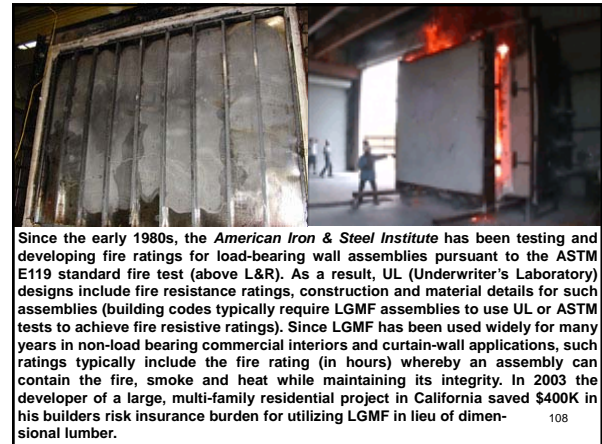 Since the early 1980s, the American Iron & Steel Institute has been testing and
developing fire ratings for load-bearing wall assemblies pursuant to the ASTM
E119 standard fire test (above L&R). As a result, UL (Underwriter's Laboratory)
designs include fire resistance ratings, construction and material details for such
assemblies (building codes typically require LGMF assemblies to use UL or ASTM
tests to achieve fire resistive ratings). Since LGMF has been used widely for many
years in non-load bearing commercial interiors and curtain-wall applications, such
ratings typically include the fire rating (in hours) whereby an assembly can
contain the fire, smoke and heat while maintaining its integrity. In 2003 the
developer of a large, multi-family residential project in California saved $400K in
his builders risk insurance burden for utilizing LGMF in lieu of dimen-
sional lumber.
108